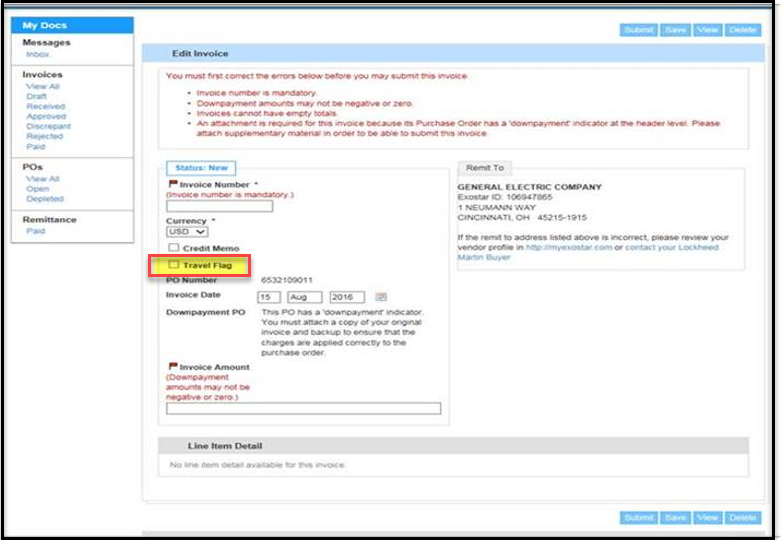 My Docs
Messages
Inbox
Invoices
View All
Draft
Received
Approved
Discrepant
Rejected
Paid
POs
View All
Open
Depleted
Remittance
Paid
Submit Save View Delete
Edit Invoice
You must first correct the errors below before you may submit this invoice.
• Invoice number is mandatory.
• Downpayment amounts may not be negative or zero.
• Invoices cannot have empty totals.
• An attachment is required for this invoice because its Purchase Order has a 'downpayment' indicator at the header level. Please
attach supplementary material in order to be able to submit this invoice.
Status: New
Invoice Number *
(Invoice number is mandatory.)
Currency *
USD
Credit Memo
Travel Flag
PO Number 6532109011
Invoice Date 15 Aug 2016
Downpayment PO This PO has a 'downpayment' indicator.
You must attach a copy of your original
invoice and backup to ensure that the
charges are applied correctly to the
purchase order.
Invoice Amount
(Downpayment
amounts may not be
negative or zero.)
Remit To
GENERAL ELECTRIC COMPANY
Exostar ID: 106947865
1 NEUMANN WAY
CINCINNATI, OH 45215-1915
If the remit to address listed above is incorrect, please review your
vendor profile in http://myexostar.com or contact your Lockheed
Martin Buyer
Line Item Detail
No line item detail available for this invoice.
Submit Save View Delete